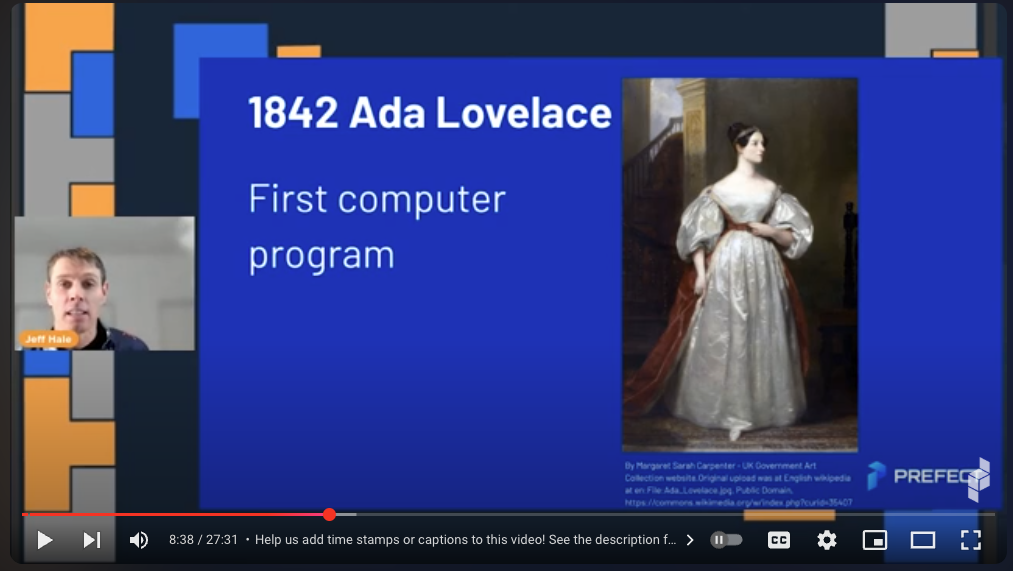 1842 Ada Lovelace
First computer
program
Jeff Hale
By Margaret Sarah Carpenter - UK Government Art
Collection website.Original upload was at English wikipedia
at en: File:Ada_Lovelace.jpg, Public Domain,
https://commons.wikimedia.org/w/index.php?curid=35407
PREFECT
8:38 / 27:31 • Help us add time stamps or captions to this video! See the description f...
CC